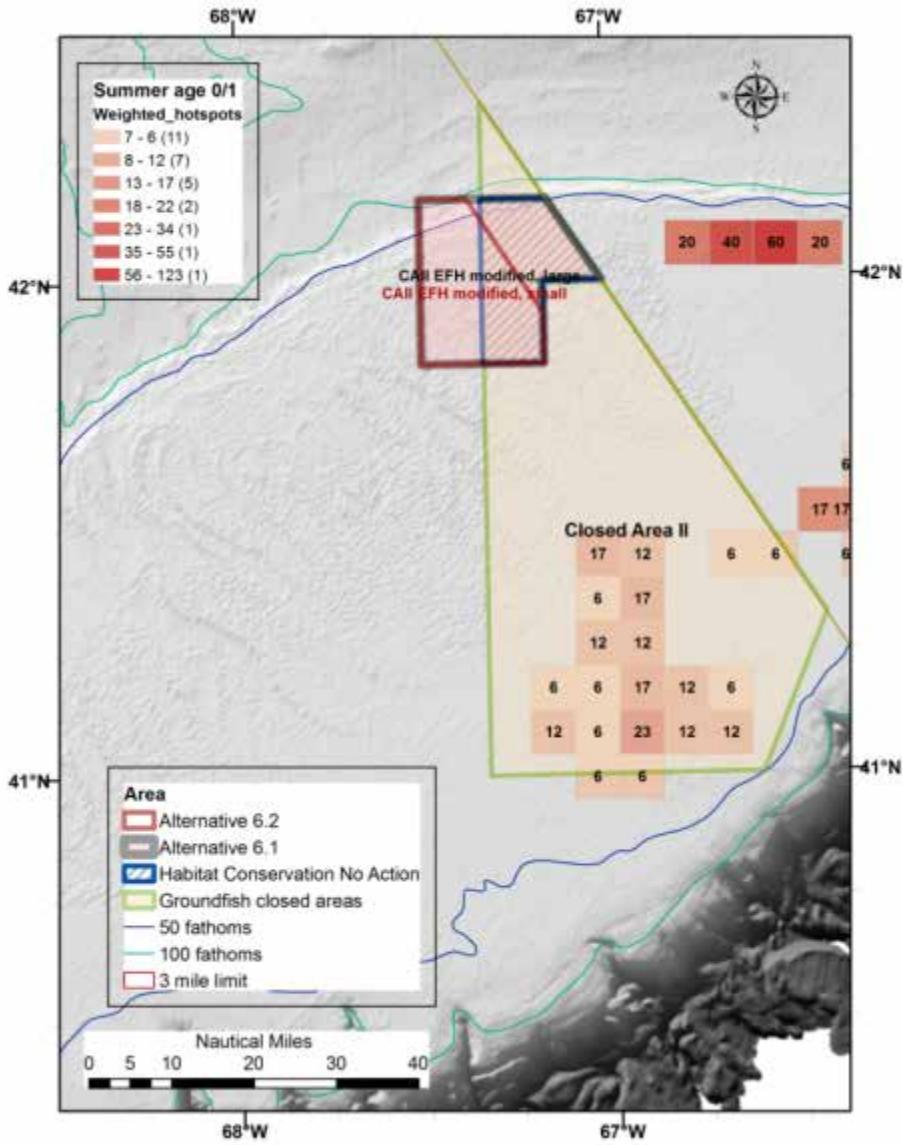 68°W 67°W
Summer age 0/1
Weighted_hotspots
7 - 6 (11)
8 - 12 (7)
13 - 17 (5)
18 - 22 (2)
23 - 34 (1)
35 - 55 (1)
56 - 123 (1)
N
W E
S
20 40 60 20
42°N 42°N
CAII EFH modified, large
CAII EFH modified, small
6
17 17
Closed Area II
17 12 6 6 6
6 17
12 12
6 6 17 12 6
12 6 23 12 12
6 6
41°N 41°N
Area
Alternative 6.2
Alternative 6.1
Habitat Conservation No Action
Groundfish closed areas
50 fathoms
100 fathoms
3 mile limit
Nautical Miles
0 5 10 20 30 40
68°W 67°W